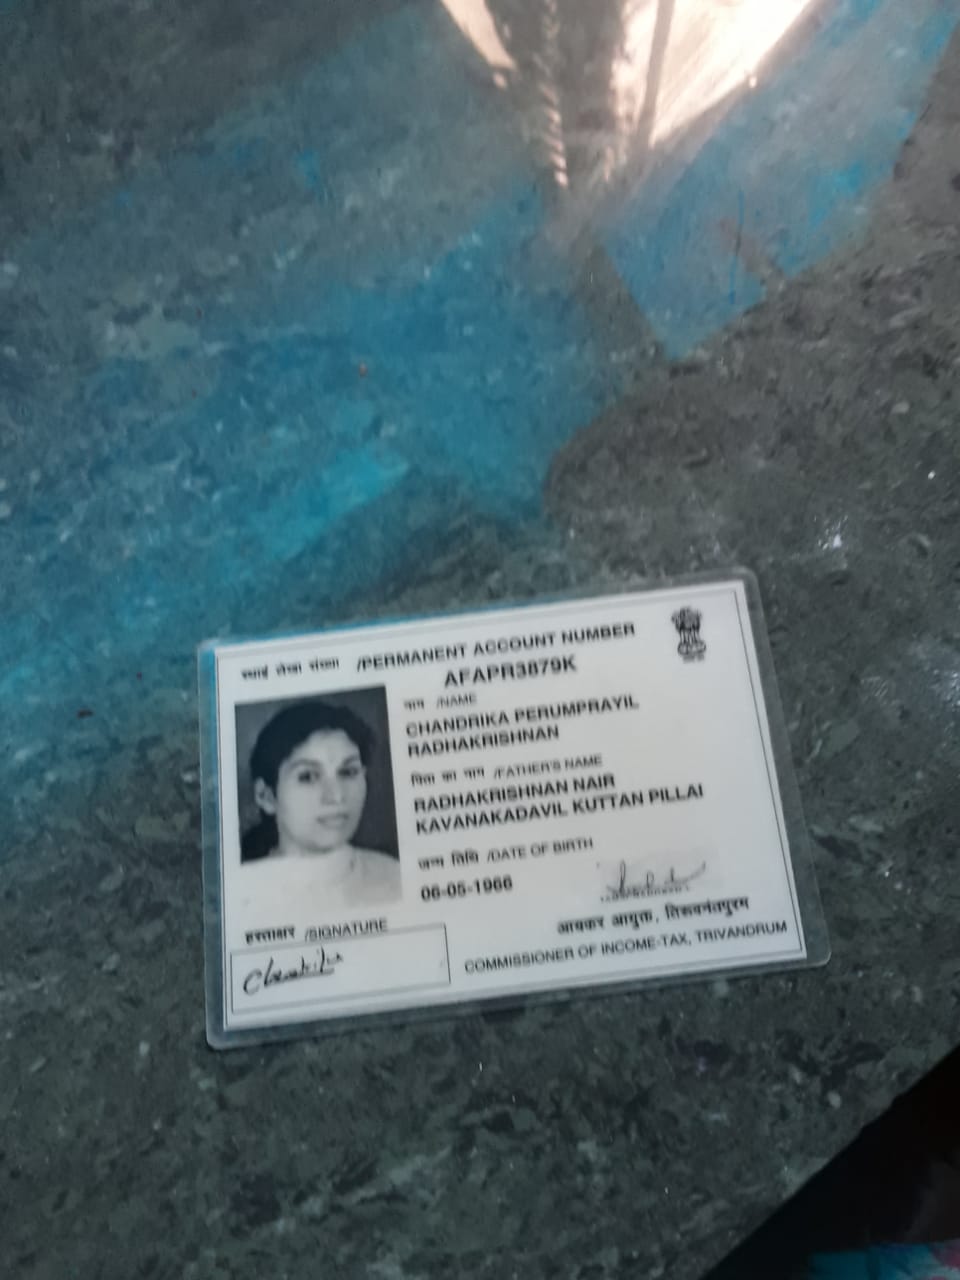 स्थाई लेखा संख्या /PERMANENT ACCOUNT NUMBER
AFAPR3879K
नाम /NAME
CHANDRIKA PERUMPRAYIL
RADHAKRISHNAN
पिता का नाम /FATHER'S NAME
RADHAKRISHNAN NAIR
KAVANAKADAVIL KUTTAN PILLAI
जन्म तिथि /DATE OF BIRTH
06-05-1966
हस्ताक्षर /SIGNATURE
Chandrika
आयकर आयुक्त, तिरुवनंतपुरम
COMMISSIONER OF INCOME-TAX, TRIVANDRUM